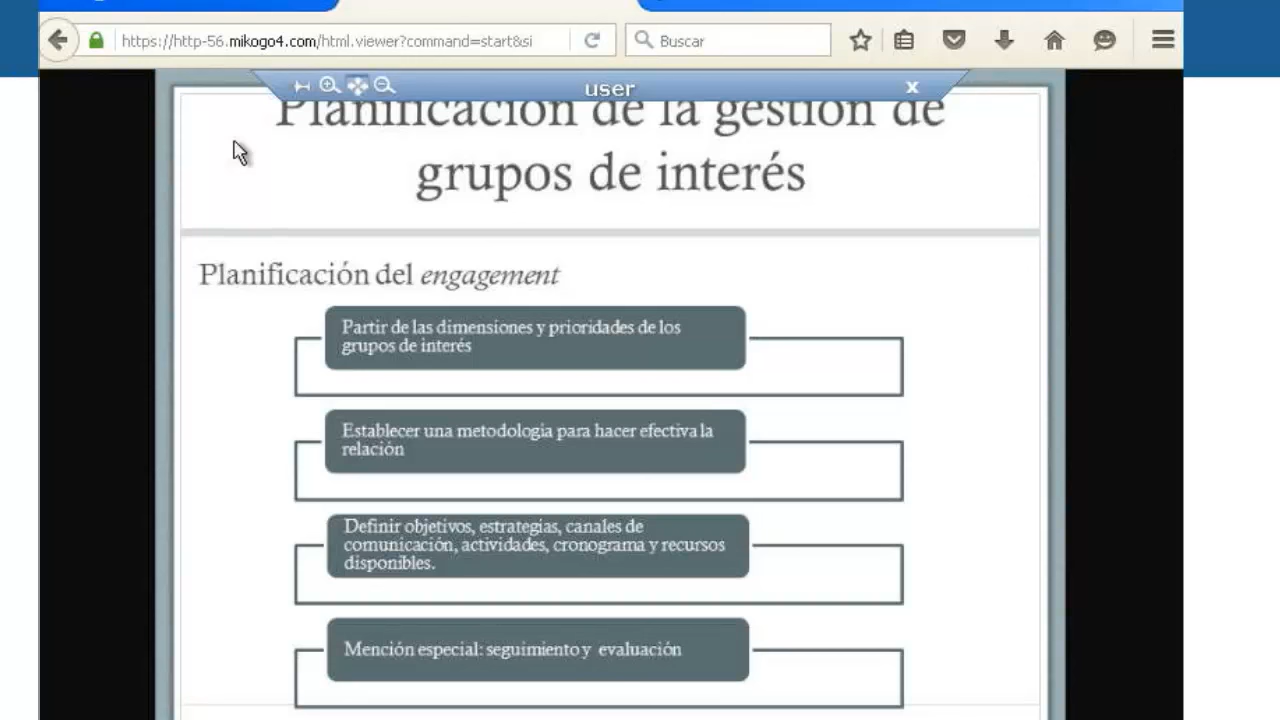 https://http-56.mikogo4.com/html.viewer?command=start&si
Buscar
user
x
Planificación de la gestión de
grupos de interés
Planificación del engagement
Partir de las dimensiones y prioridades de los
grupos de interés
Establecer una metodología para hacer efectiva la
relación
Definir objetivos, estrategias, canales de
comunicación, actividades, cronograma y recursos
disponibles.
Mención especial: seguimiento y evaluación